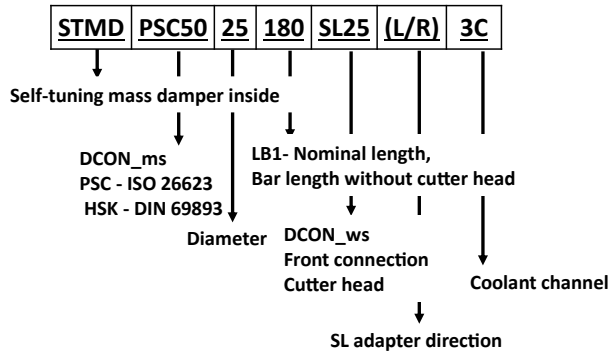 STMD PSC50 25 180 SL25 (L/R) 3C
Self-tuning mass damper inside
DCON_ms
PSC - ISO 26623
HSK - DIN 69893
LB1- Nominal length,
Bar length without cutter head
Diameter
DCON_ws
Front connection
Cutter head
Coolant channel
SL adapter direction